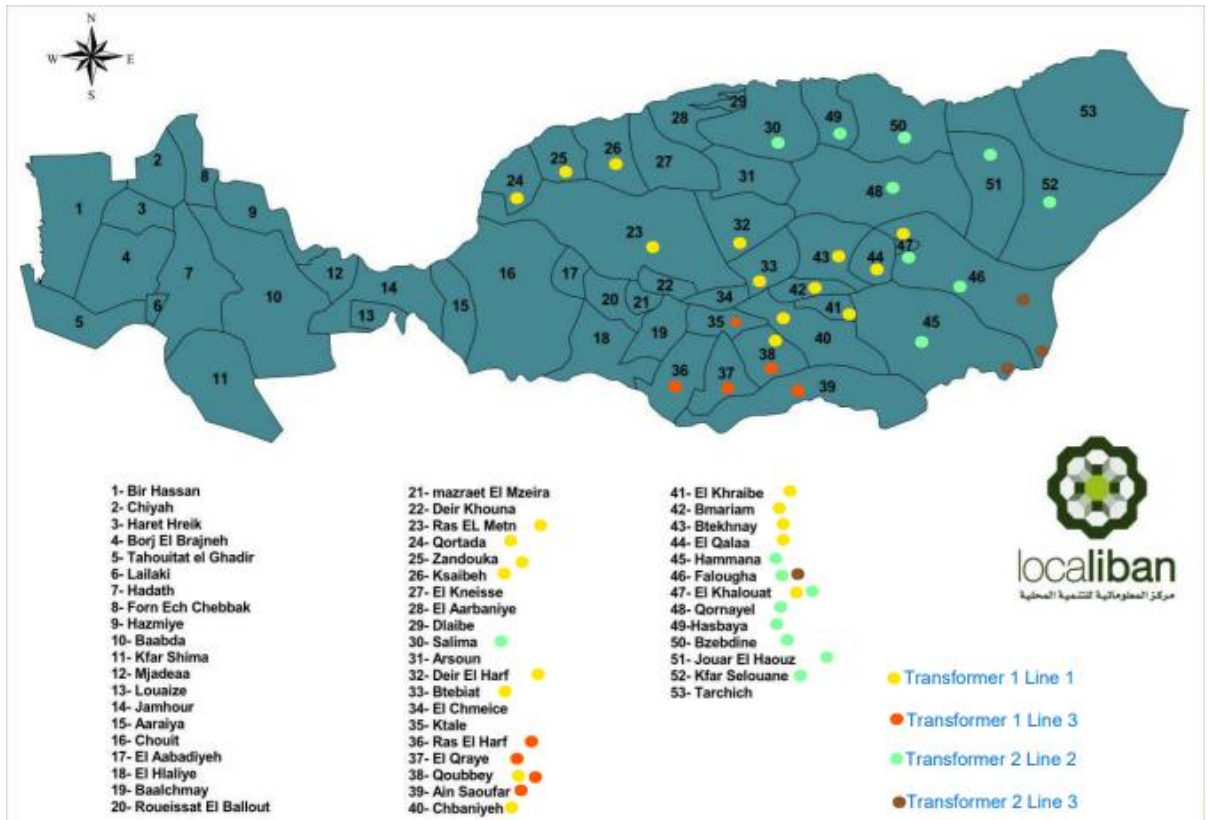 N
W E
S
29
53
28
49
50
30
2
26
25
27
8
31
51
24
48
52
1
3
9
32
23
47
4
43
33
44
7
12
16
17
46
10
14
22
42
6
20
21
34
41
15
13
35
45
5
18
19
40
38
36
37
11
39
1- Bir Hassan
2- Chiyah
3- Haret Hreik
4- Borj El Brajneh
5- Tahouitat el Ghadir
6- Lailaki
7- Hadath
8- Forn Ech Chebbak
9- Hazmiye
10- Baabda
11- Kfar Shima
12- Mjadeaa
13- Louaize
14- Jamhour
15- Aaraiya
16- Chouit
17- El Aabadiyeh
18- El Hlaliye
19- Baalchmay
20- Roueissat El Ballout
21- mazraet El Mzeira
22- Deir Khouna
23- Ras EL Metn
24- Qortada
25- Zandouka
26- Ksaibeh
27- El Kneisse
28- El Aarbaniye
29- Dlaibe
30- Salima
31- Arsoun
32- Deir El Harf
33- Btebiat
34- El Chmeice
35- Ktale
36- Ras El Harf
37- El Qraye
38- Qoubbey
39- Ain Saoufar
40- Chbaniyeh
41- El Khraibe
42- Bmariam
43- Btekhnay
44- El Qalaa
45- Hammana
46- Falougha
47- El Khalouat
48- Qornayel
49-Hasbaya
50- Bzebdine
51- Jouar El Haouz
52- Kfar Selouane
53- Tarchich
localiban
مركز المعلوماتية للتنمية المحلية
Transformer 1 Line 1
Transformer 1 Line 3
Transformer 2 Line 2
Transformer 2 Line 3